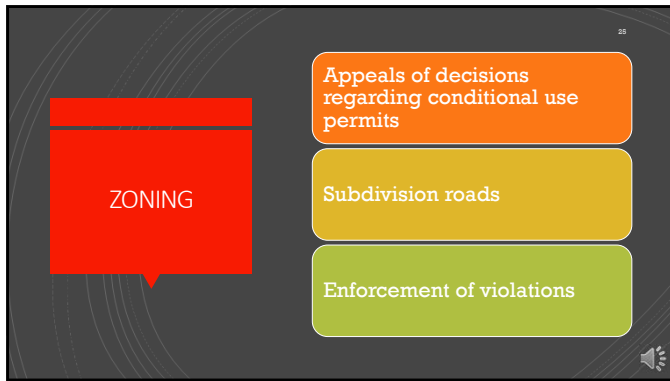 25
ZONING
Appeals of decisions
regarding conditional use
permits
Subdivision roads
Enforcement of violations